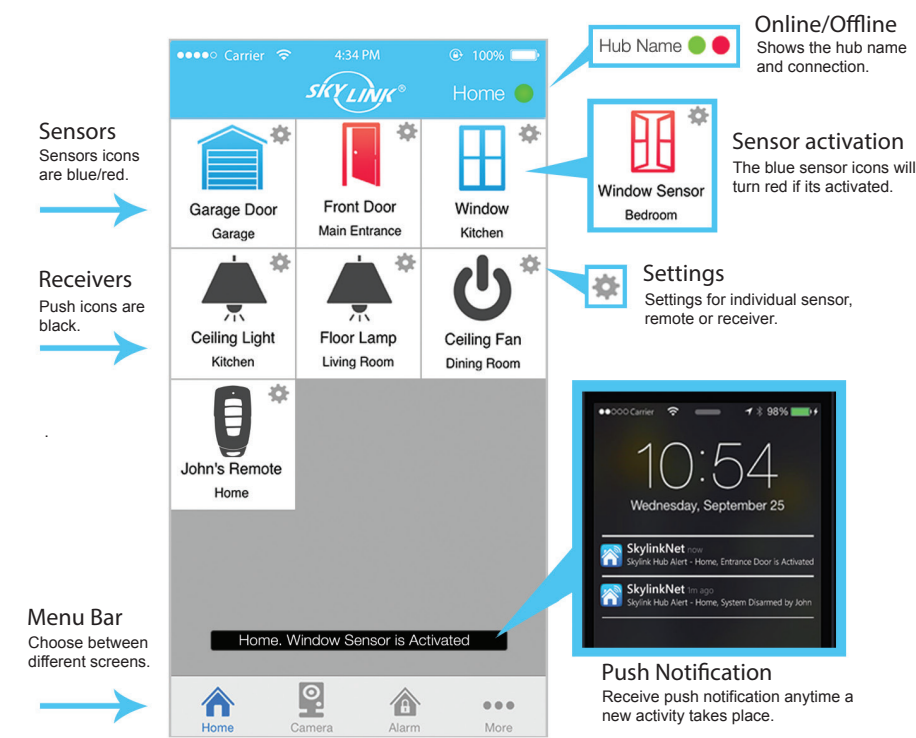 Online/Offline
Shows the hub name
and connection.
Hub Name
Carrier 4:34 PM 100%
SKYLINK®
Home
Sensors
Sensors icons
are blue/red.
Garage Door
Garage
Front Door
Main Entrance
Window
Kitchen
Window Sensor
Bedroom
Sensor activation
The blue sensor icons will
turn red if its activated.
Receivers
Push icons are
black.
Ceiling Light
Kitchen
Floor Lamp
Living Room
Ceiling Fan
Dining Room
Settings
Settings for individual sensor,
remote or receiver.
John's Remote
Home
.
Carrier 98%
10:54
Wednesday, September 25
SkylinkNet now
Skylink Hub Alert - Home, Entrance Door is Activated
SkylinkNet 1m ago
Skylink Hub Alert - Home, System Disarmed by John
Menu Bar
Choose between
different screens.
Home. Window Sensor is Activated
Push Notification
Receive push notification anytime a
new activity takes place.
Home
Camera
Alarm
More